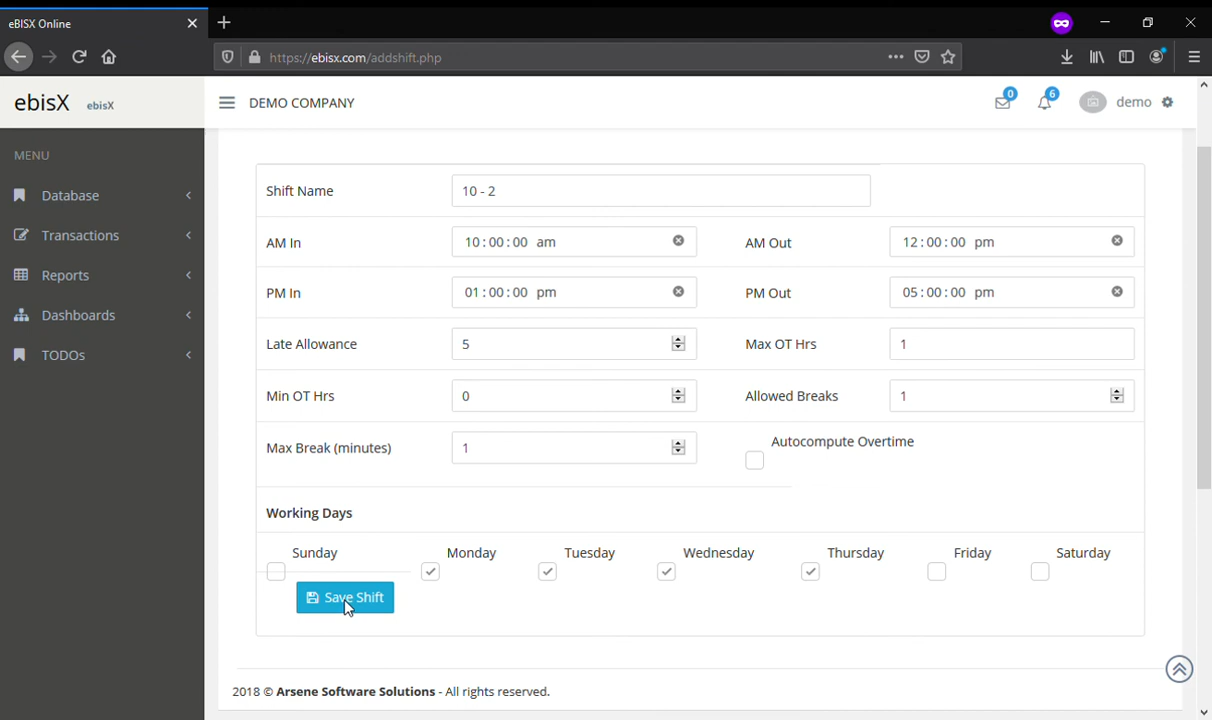 eBISX Online
https://ebisx.com/addshift.php
ebisX ebisX
DEMO COMPANY
0
6
demo
MENU
Database
Transactions
Reports
Dashboards
TODOs
Shift Name 10 - 2
AM In 10:00:00 am AM Out 12:00:00 pm
PM In 01:00:00 pm PM Out 05:00:00 pm
Late Allowance 5 Max OT Hrs 1
Min OT Hrs 0 Allowed Breaks 1
Max Break (minutes) 1 Autocompute Overtime
Working Days
Sunday Monday Tuesday Wednesday Thursday Friday Saturday
Save Shift
2018 © Arsene Software Solutions - All rights reserved.